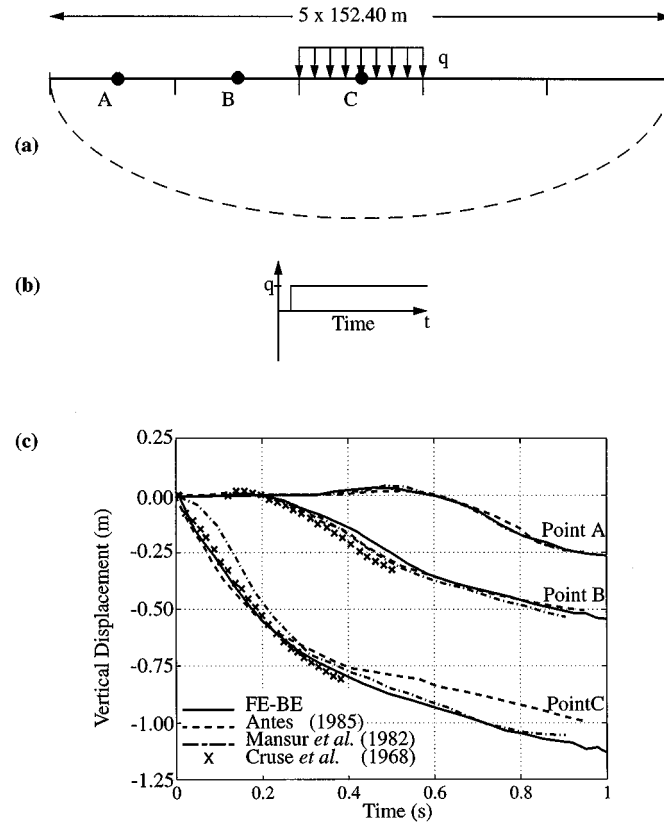 5 x 152.40 m
q
A B C
(a)
(b)
q
Time t
(c)
0.25
0.00
-0.25
-0.50
-0.75
-1.00
-1.25
Vertical Displacement (m)
Point A
Point B
PointC
FE-BE
Antes (1985)
Mansur et al. (1982)
Cruse et al. (1968)
0 0.2 0.4 0.6 0.8 1
Time (s)